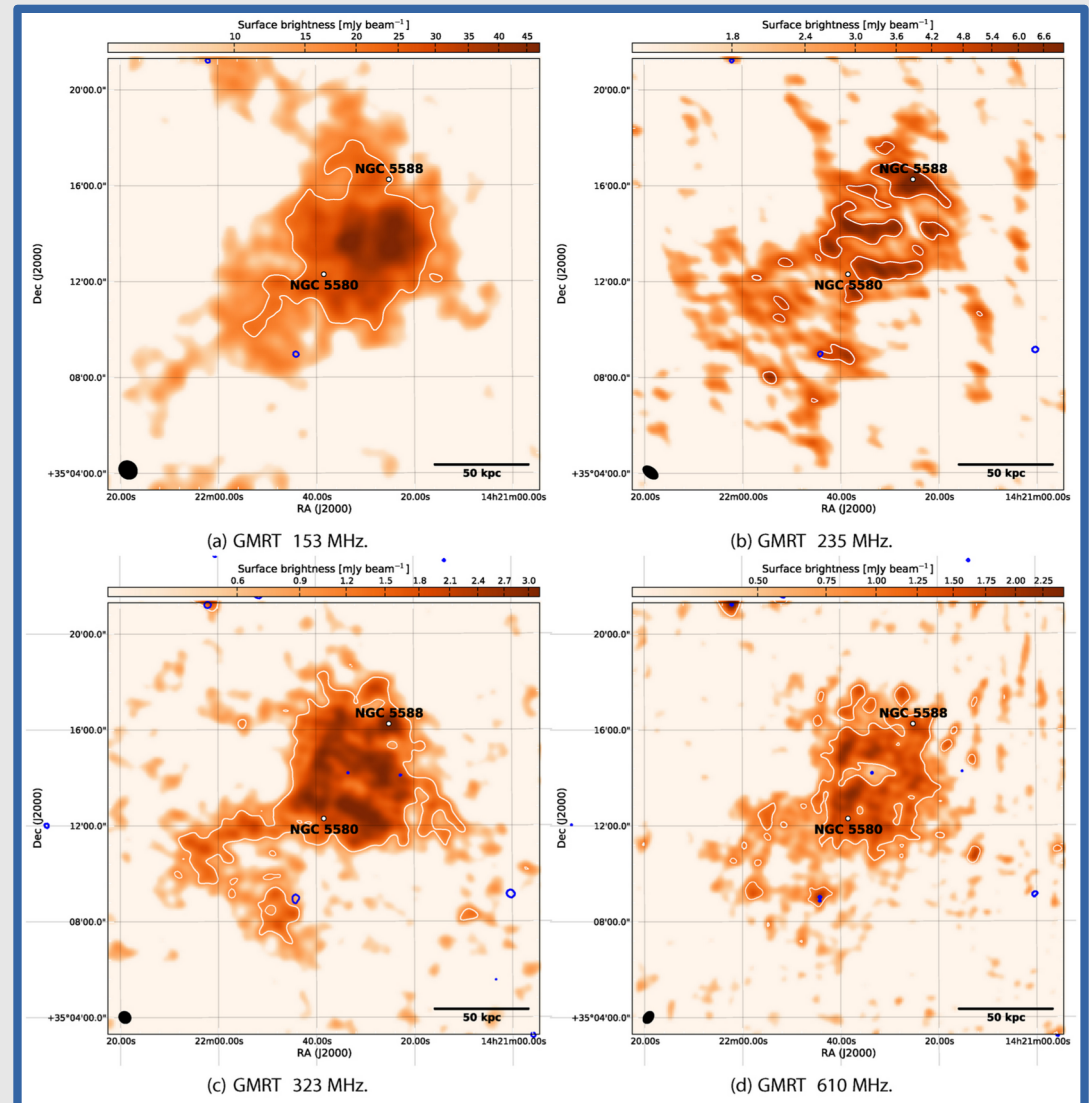 Surface brightness [mJy beam⁻¹]
10 15 20 25 30 35 40 45
20'00.0"
16'00.0"
12'00.0"
08'00.0"
+35°04'00.0"
Dec (J2000)
NGC 5588
NGC 5580
50 kpc
20.00s 22m00.00s 40.00s 20.00s 14h21m00.00s
RA (J2000)
(a) GMRT 153 MHz.
Surface brightness [mJy beam⁻¹]
1.8 2.4 3.0 3.6 4.2 4.8 5.4 6.0 6.6
20'00.0"
16'00.0"
12'00.0"
08'00.0"
+35°04'00.0"
Dec (J2000)
NGC 5588
NGC 5580
50 kpc
20.00s 22m00.00s 40.00s 20.00s 14h21m00.00s
RA (J2000)
(b) GMRT 235 MHz.
Surface brightness [mJy beam⁻¹]
0.6 0.9 1.2 1.5 1.8 2.1 2.4 2.7 3.0
20'00.0"
16'00.0"
12'00.0"
08'00.0"
+35°04'00.0"
Dec (J2000)
NGC 5588
NGC 5580
50 kpc
20.00s 22m00.00s 40.00s 20.00s 14h21m00.00s
RA (J2000)
(c) GMRT 323 MHz.
Surface brightness [mJy beam⁻¹]
0.50 0.75 1.00 1.25 1.50 1.75 2.00 2.25
20'00.0"
16'00.0"
12'00.0"
08'00.0"
+35°04'00.0"
Dec (J2000)
NGC 5588
NGC 5580
50 kpc
20.00s 22m00.00s 40.00s 20.00s 14h21m00.00s
RA (J2000)
(d) GMRT 610 MHz.